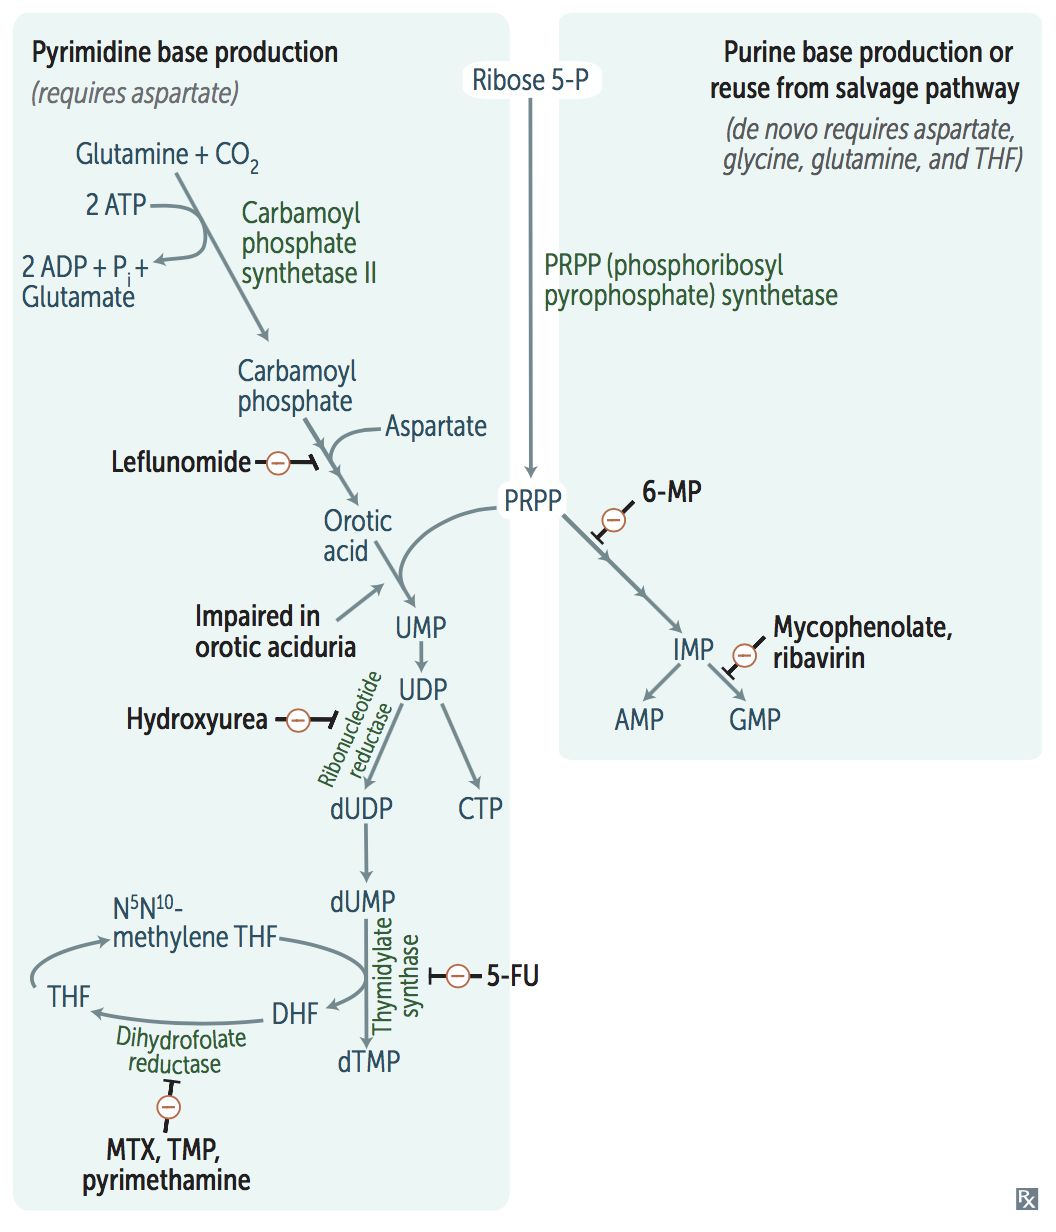 Pyrimidine base production
(requires aspartate)
Ribose 5-P
Purine base production or
reuse from salvage pathway
(de novo requires aspartate,
glycine, glutamine, and THF)
Glutamine + CO2
2 ATP
2 ADP + Pi +
Glutamate
Carbamoyl
phosphate
synthetase II
PRPP (phosphoribosyl
pyrophosphate) synthetase
Carbamoyl
phosphate
Aspartate
Leflunomide
Orotic
acid
PRPP
6-MP
Impaired in
orotic aciduria
UMP
Mycophenolate,
ribavirin
IMP
AMP
GMP
UDP
Hydroxyurea
Ribonucleotide
reductase
dUDP
CTP
dUMP
N5N10-
methylene THF
Thymidylate
synthase
5-FU
THF
DHF
Dihydrofolate
reductase
dTMP
MTX, TMP,
pyrimethamine
Rx